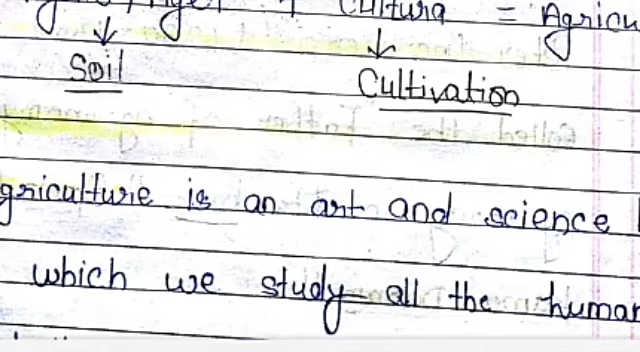 + Cultura = Agricu
↓ ↓
Soil Cultivation
griculture is an art and science
which we study all the human